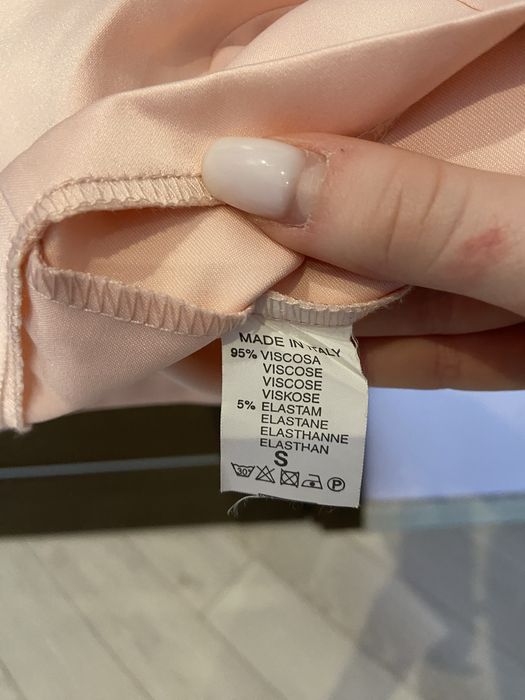 MADE IN ITALY
95% VISCOSA
VISCOSE
VISCOSE
VISKOSE
5% ELASTAM
ELASTANE
ELASTHANNE
ELASTHAN
S
30° P